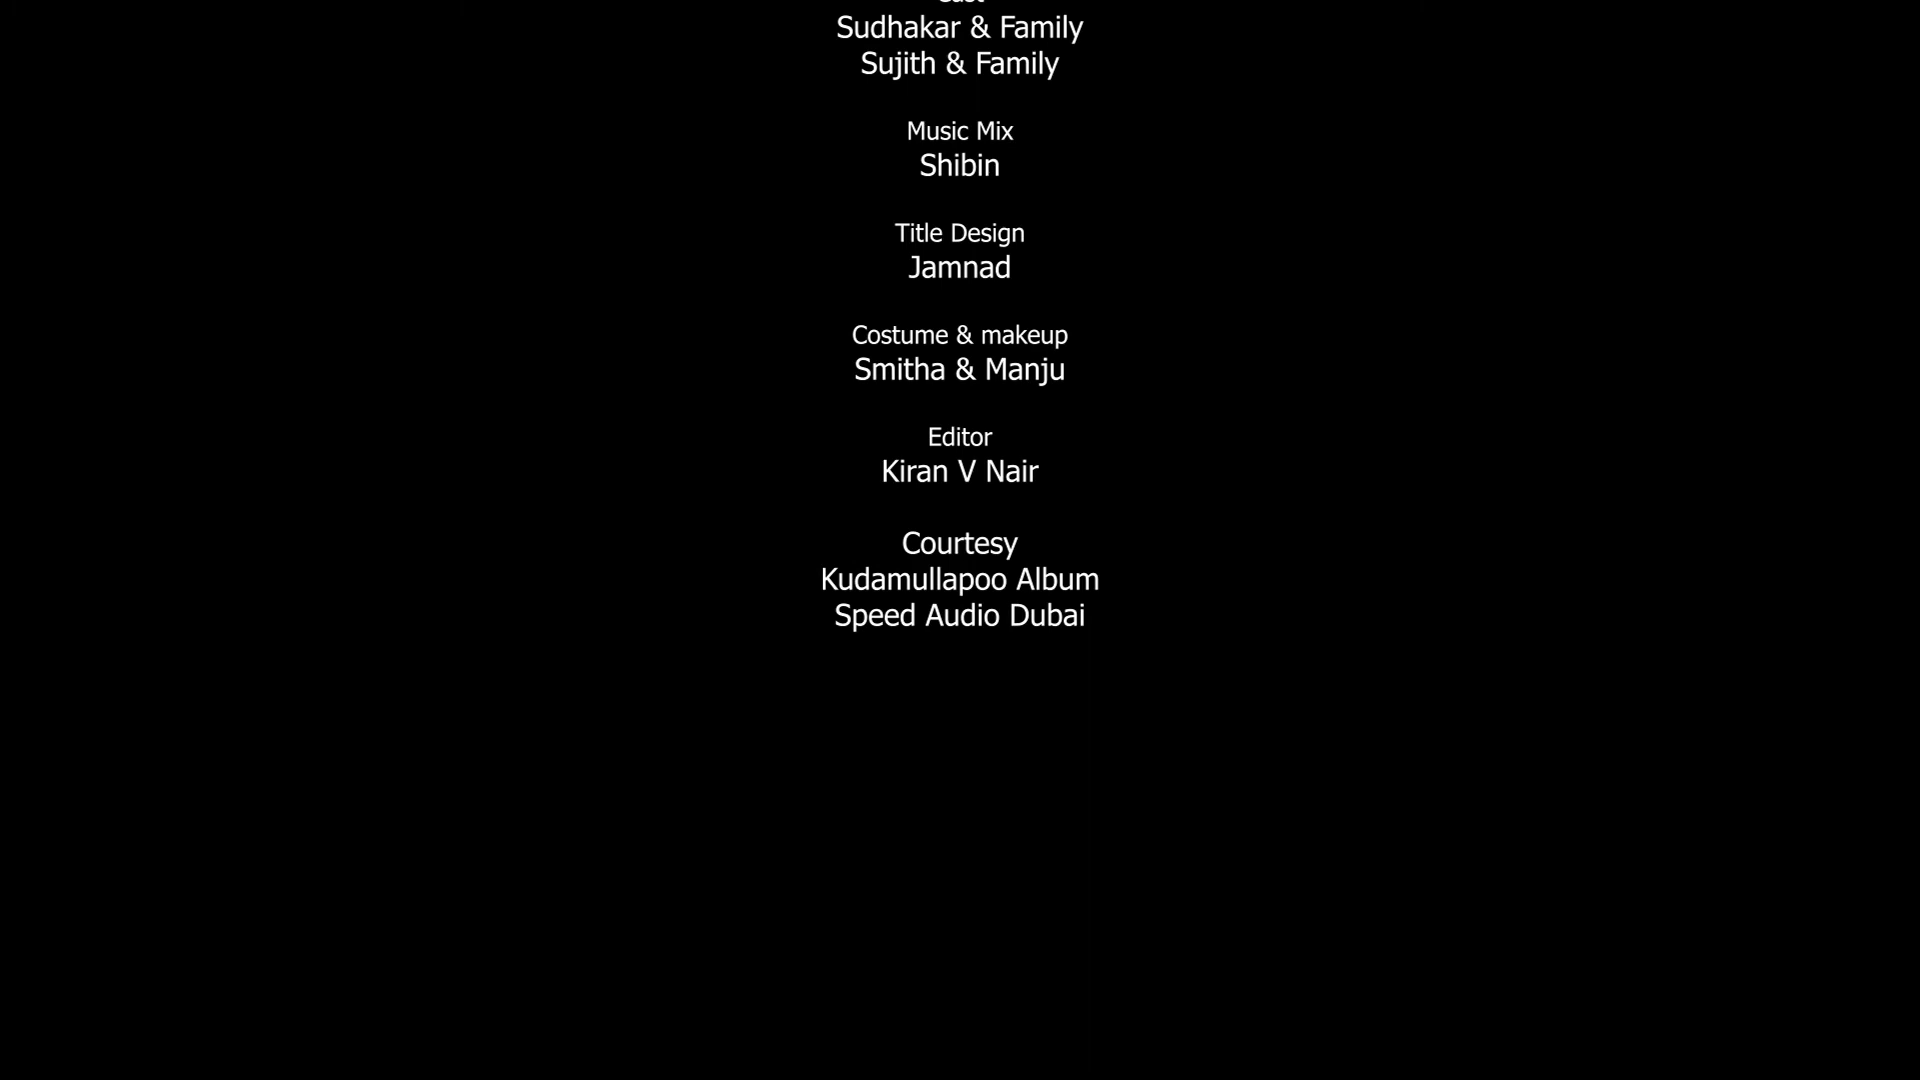 Cast
Sudhakar & Family
Sujith & Family
Music Mix
Shibin
Title Design
Jamnad
Costume & makeup
Smitha & Manju
Editor
Kiran V Nair
Courtesy
Kudamullapoo Album
Speed Audio Dubai